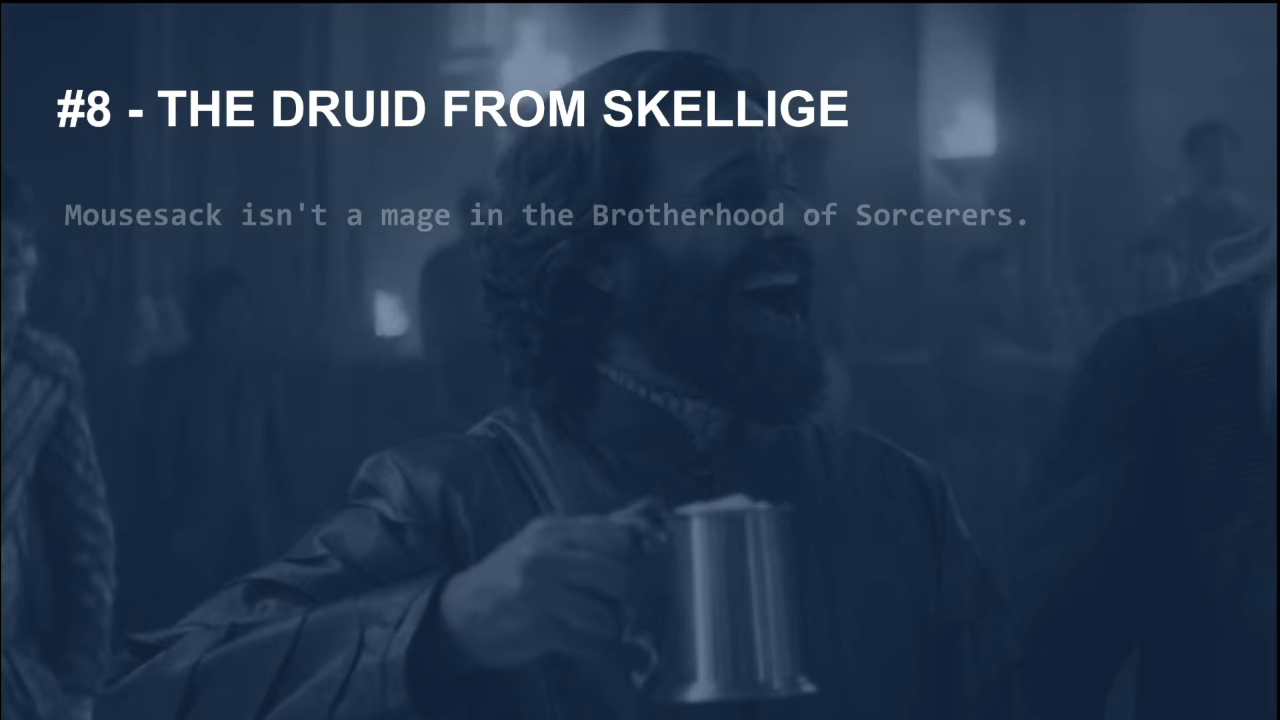 #8 - THE DRUID FROM SKELLIGE
Mousesack isn't a mage in the Brotherhood of Sorcerers.